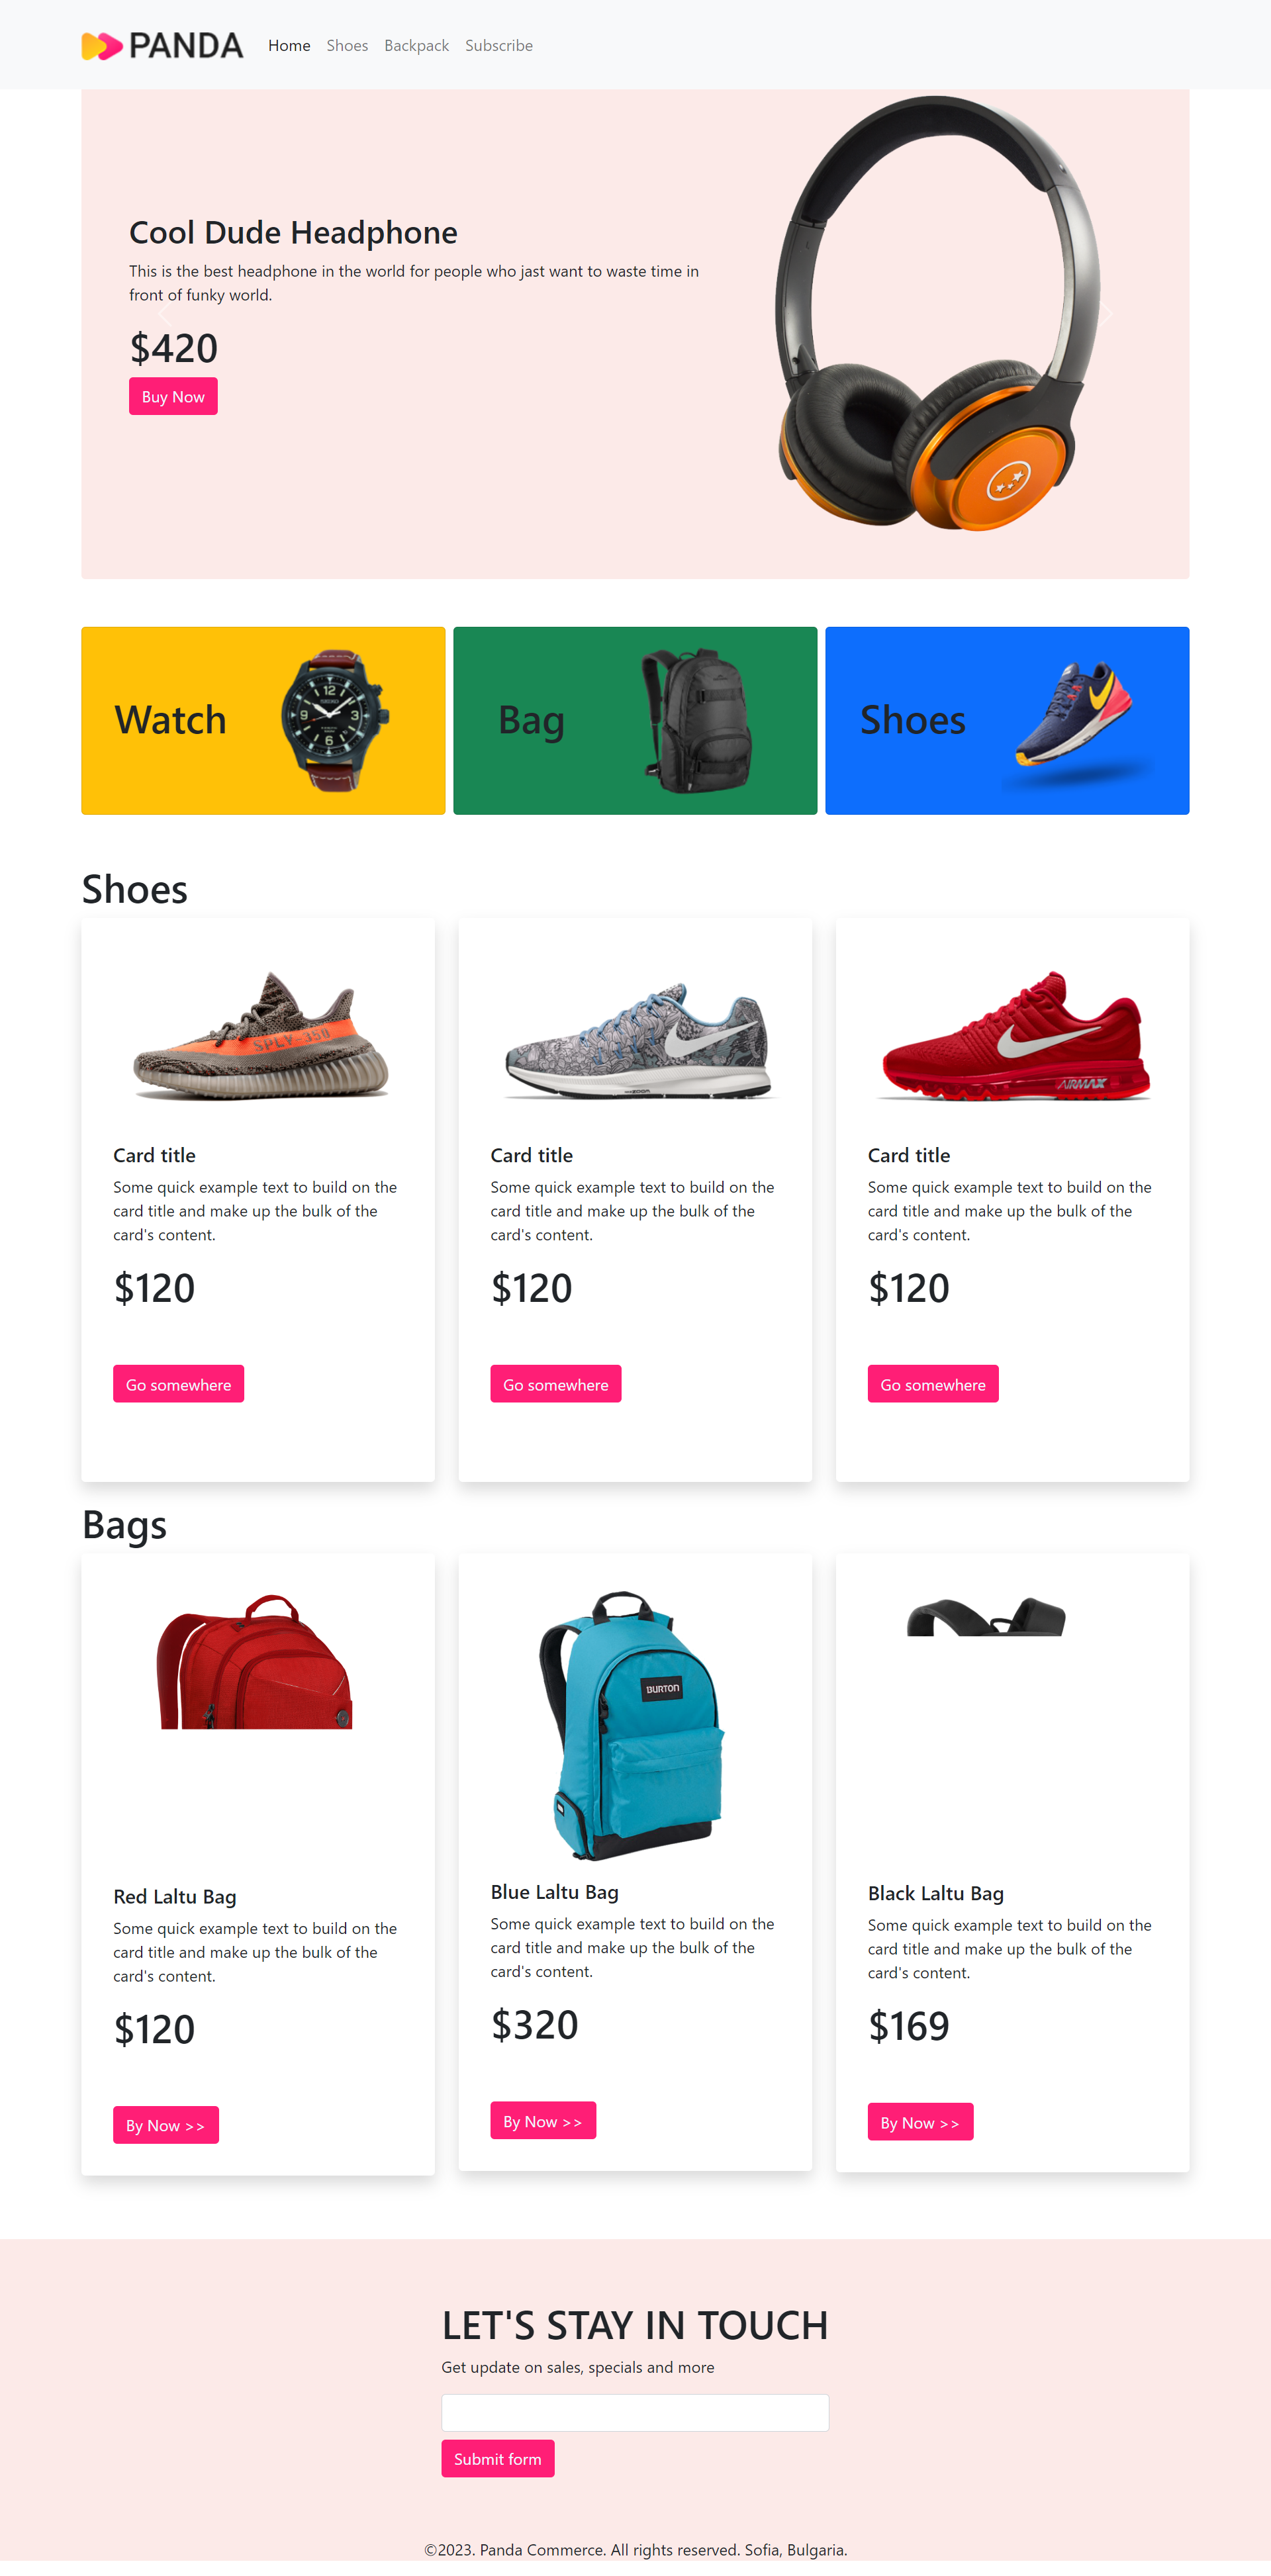 PANDA
Home Shoes Backpack Subscribe
Cool Dude Headphone
This is the best headphone in the world for people who jast want to waste time in
front of funky world.
$420
Buy Now
Watch
Bag
Shoes
Shoes
SPLY-350
AIRMAX
Card title
Some quick example text to build on the
card title and make up the bulk of the
card's content.
$120
Go somewhere
Card title
Some quick example text to build on the
card title and make up the bulk of the
card's content.
$120
Go somewhere
Card title
Some quick example text to build on the
card title and make up the bulk of the
card's content.
$120
Go somewhere
Bags
BURTON
Red Laltu Bag
Some quick example text to build on the
card title and make up the bulk of the
card's content.
$120
By Now >>
Blue Laltu Bag
Some quick example text to build on the
card title and make up the bulk of the
card's content.
$320
By Now >>
Black Laltu Bag
Some quick example text to build on the
card title and make up the bulk of the
card's content.
$169
By Now >>
LET'S STAY IN TOUCH
Get update on sales, specials and more
Submit form
©2023. Panda Commerce. All rights reserved. Sofia, Bulgaria.